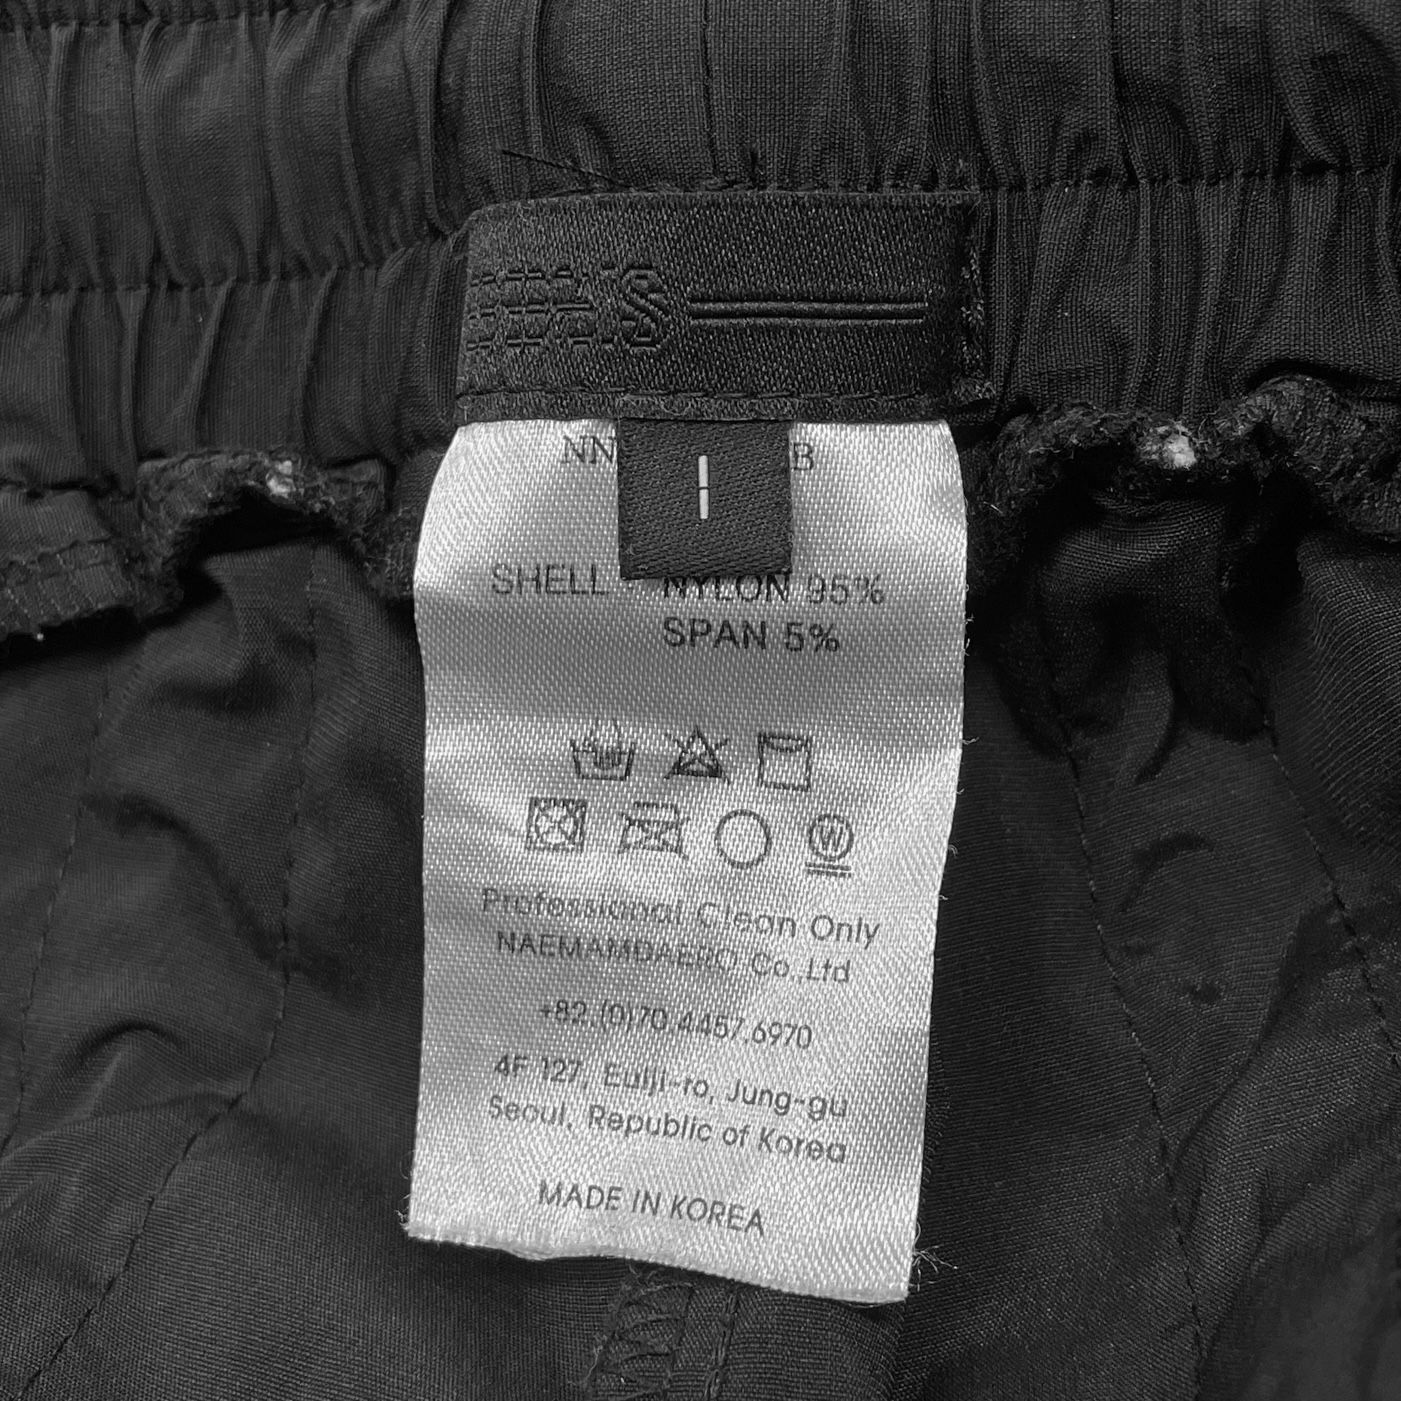 I
NN B
SHELL : NYLON 95%
SPAN 5%
W
Professional Clean Only
NAEMAMDAERO Co.,Ltd
+82.(0)70.4457.6970
4F 127, Eulji-ro, Jung-gu
Seoul, Republic of Korea
MADE IN KOREA